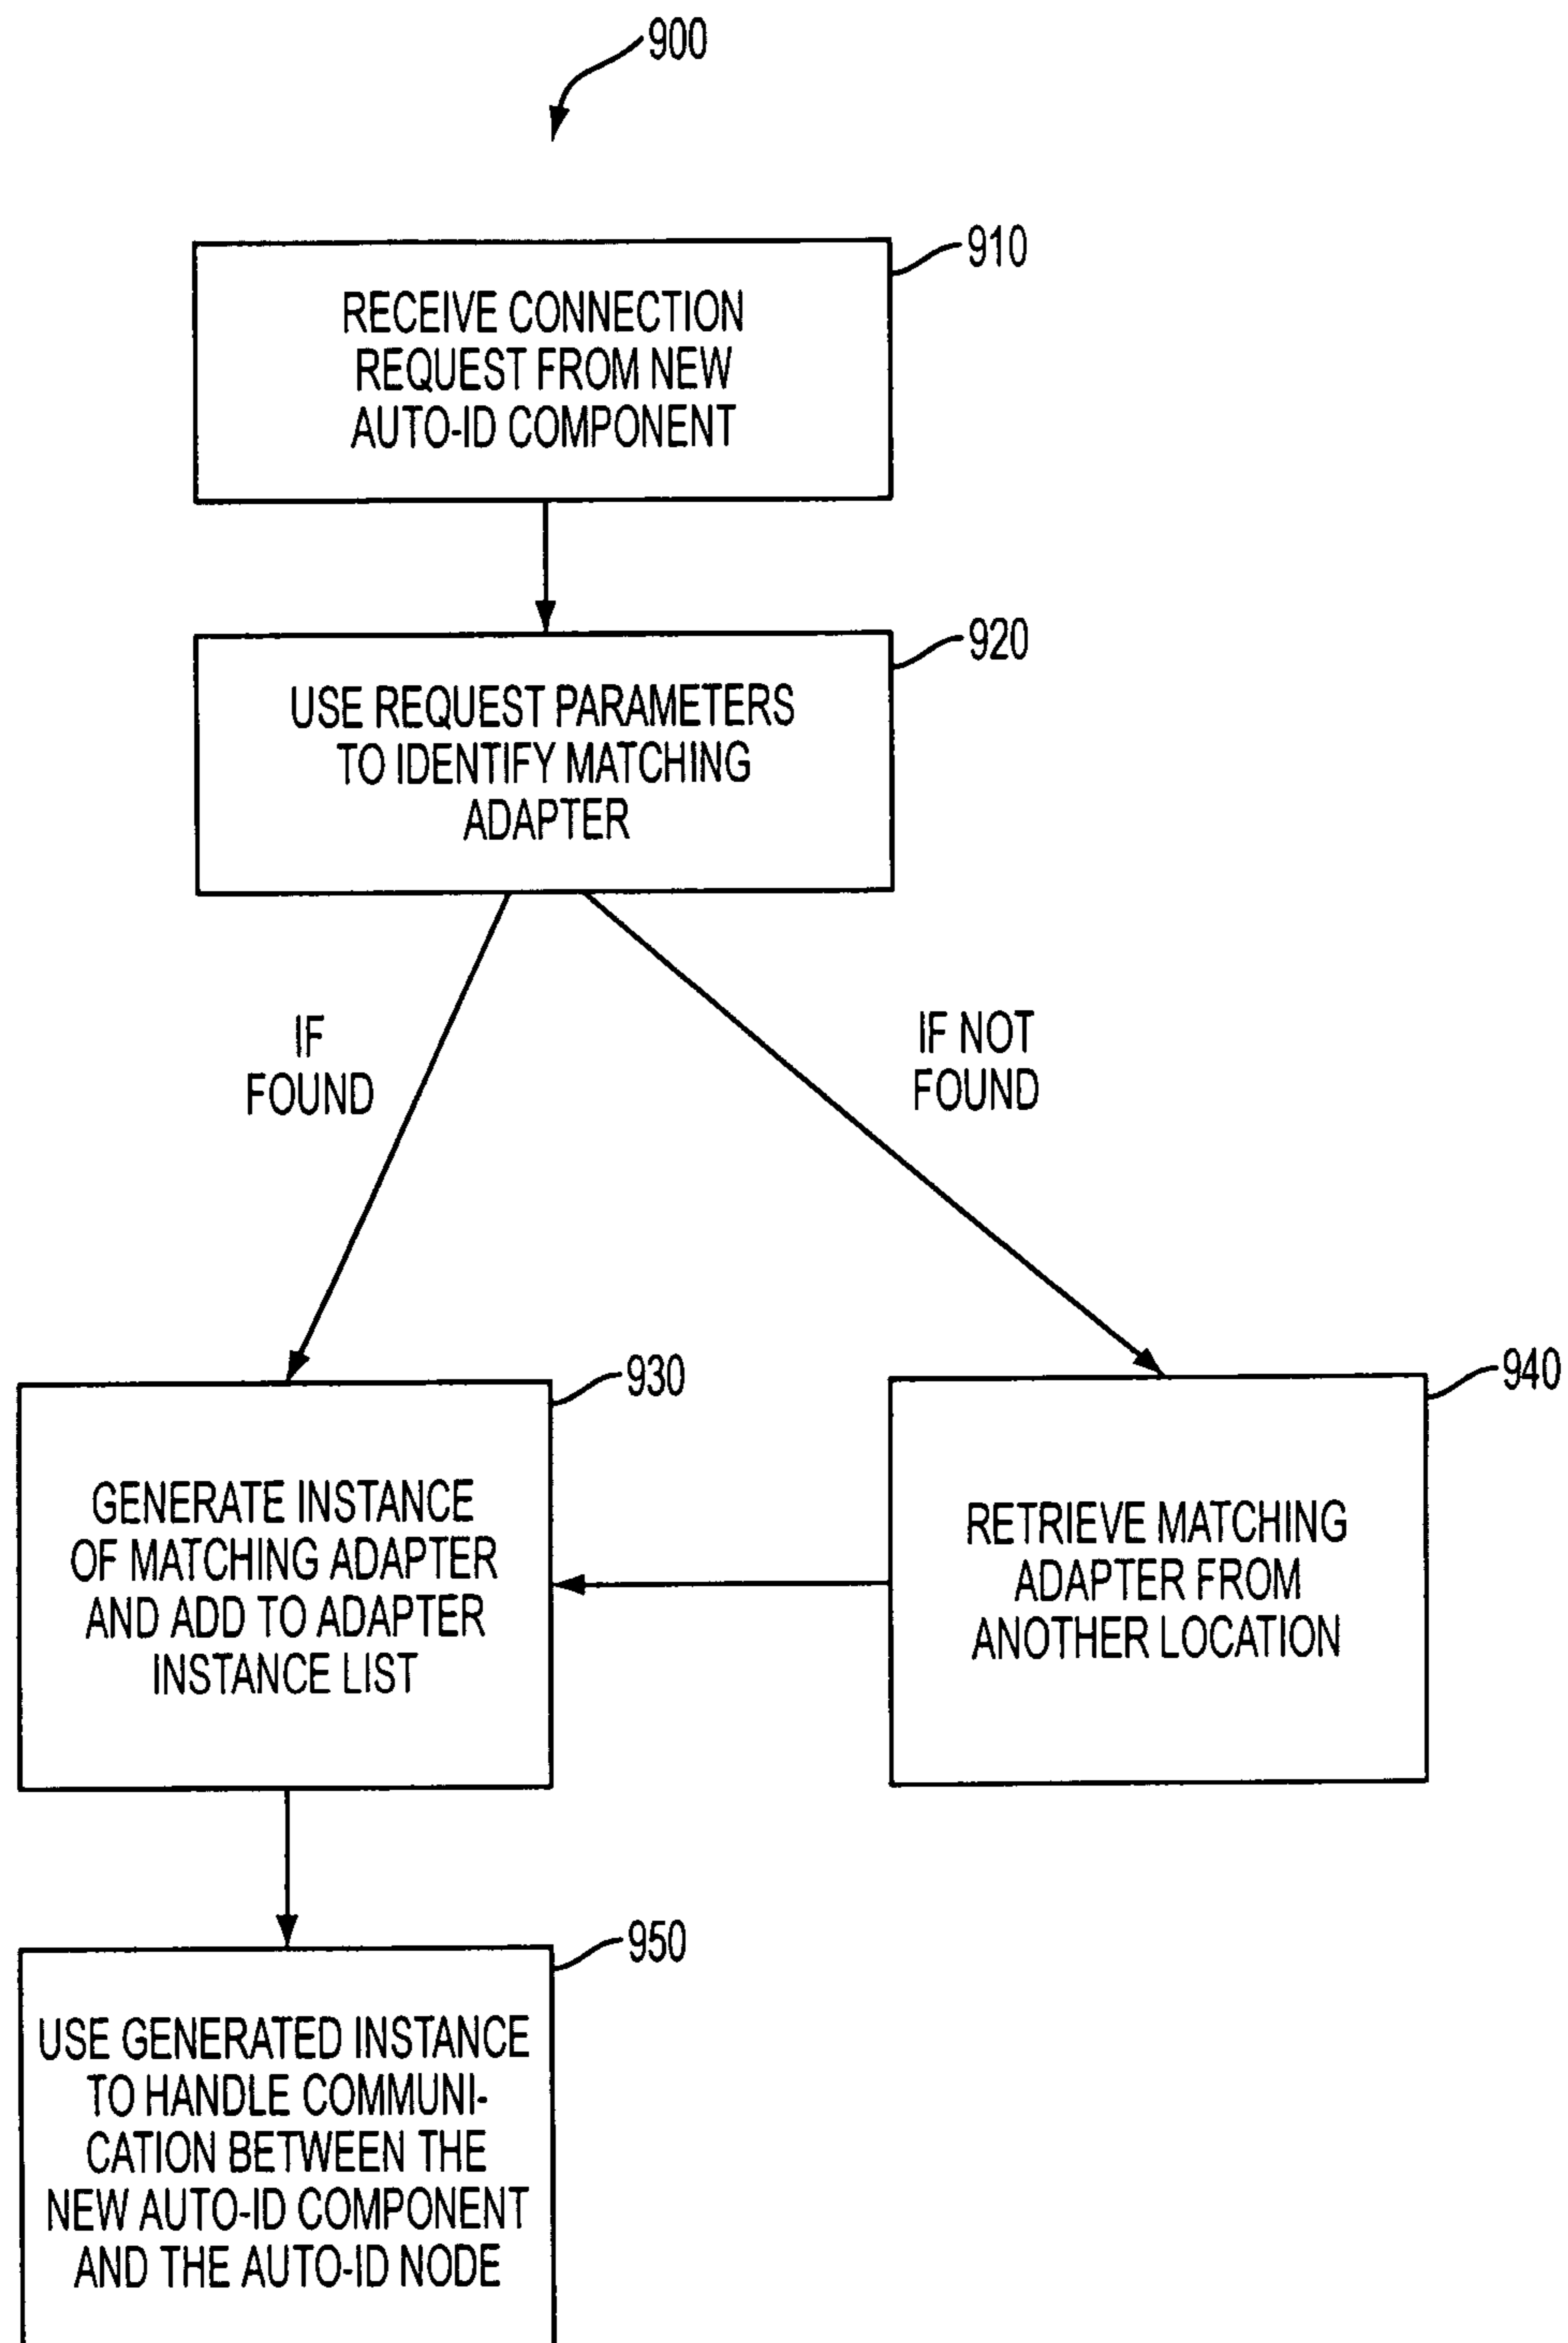 900
910
RECEIVE CONNECTION
REQUEST FROM NEW
AUTO-ID COMPONENT
920
USE REQUEST PARAMETERS
TO IDENTIFY MATCHING
ADAPTER
IF
FOUND
IF NOT
FOUND
930
GENERATE INSTANCE
OF MATCHING ADAPTER
AND ADD TO ADAPTER
INSTANCE LIST
940
RETRIEVE MATCHING
ADAPTER FROM
ANOTHER LOCATION
950
USE GENERATED INSTANCE
TO HANDLE COMMUNI-
CATION BETWEEN THE
NEW AUTO-ID COMPONENT
AND THE AUTO-ID NODE